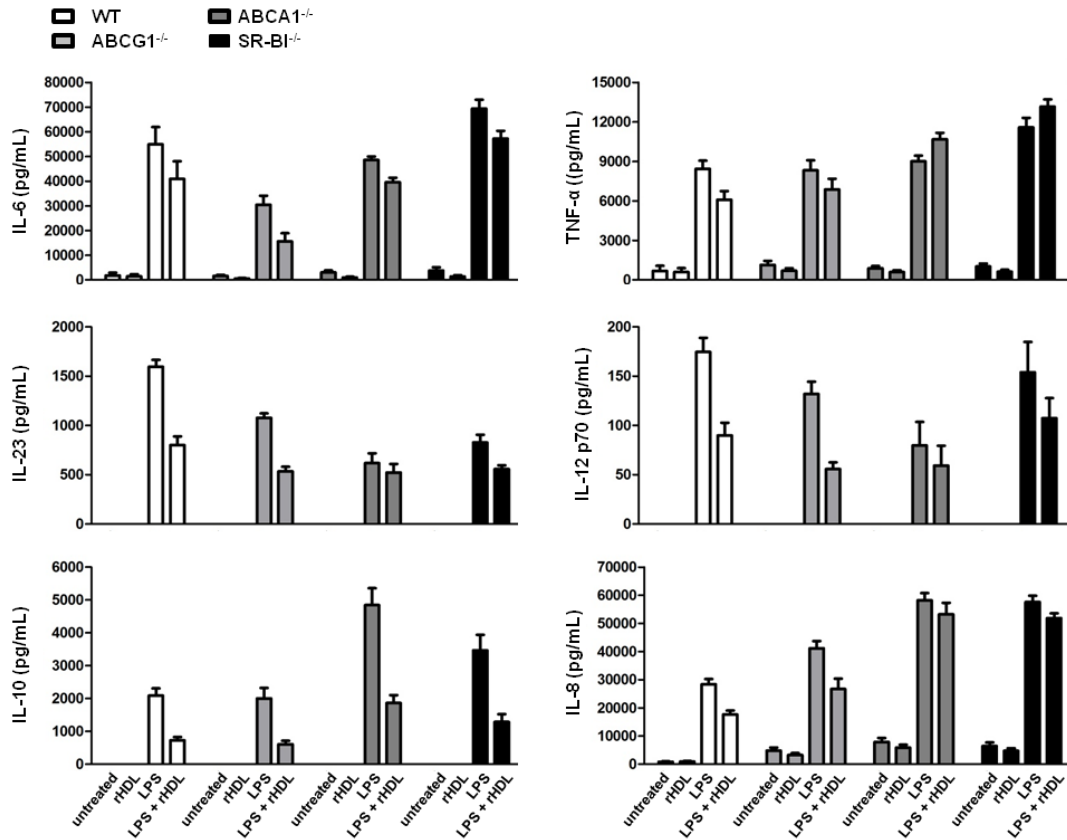 WT
ABCA1-/-
ABCG1-/-
SR-BI-/-
IL-6 (pg/mL)
80000
70000
60000
50000
40000
30000
20000
10000
0
TNF-α ((pg/mL)
15000
12000
9000
6000
3000
0
IL-23 (pg/mL)
2000
1500
1000
500
0
IL-12 p70 (pg/mL)
200
150
100
50
0
IL-10 (pg/mL)
6000
5000
4000
3000
2000
1000
0
IL-8 (pg/mL)
70000
60000
50000
40000
30000
20000
10000
0
untreated
rHDL
LPS
LPS + rHDL
untreated
rHDL
LPS
LPS + rHDL
untreated
rHDL
LPS
LPS + rHDL
untreated
rHDL
LPS
LPS + rHDL
untreated
rHDL
LPS
LPS + rHDL
untreated
rHDL
LPS
LPS + rHDL
untreated
rHDL
LPS
LPS + rHDL
untreated
rHDL
LPS
LPS + rHDL